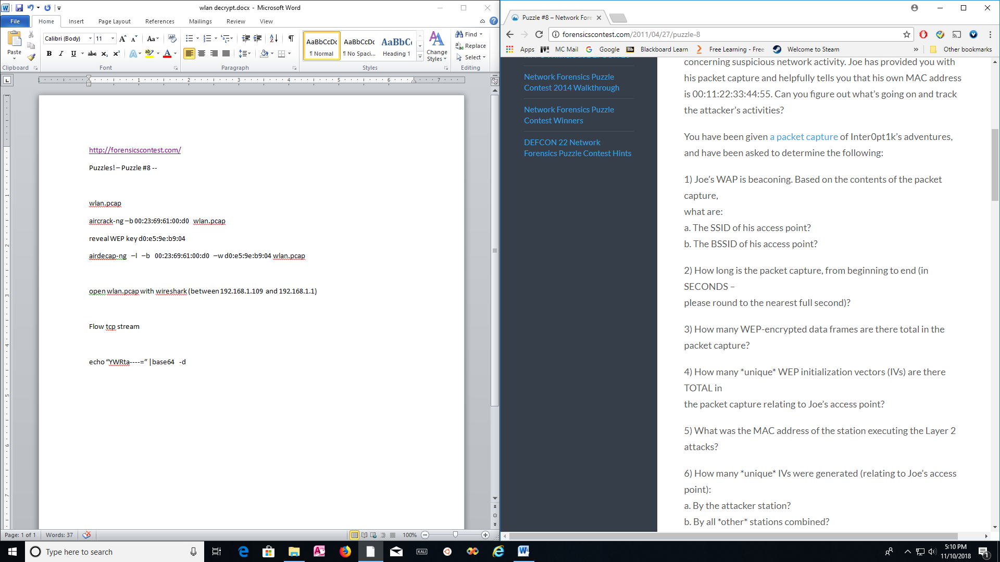 wlan decrypt.docx - Microsoft Word
File Home Insert Page Layout References Mailings Review View
Paste
Calibri (Body) 11
AaBbCcDc AaBbCcDc AaBbC
¶ Normal ¶ No Spaci... Heading 1
Change Styles
Find
Replace
Select
Clipboard Font Paragraph Styles Editing
http://forensicscontest.com/
Puzzles! – Puzzle #8 --
wlan.pcap
aircrack-ng –b 00:23:69:61:00:d0 wlan.pcap
reveal WEP key d0:e5:9e:b9:04
airdecap-ng –l –b 00:23:69:61:00:d0 –w d0:e5:9e:b9:04 wlan.pcap
open wlan.pcap with wireshark (between 192.168.1.109 and 192.168.1.1)
Flow tcp stream
echo “YWRta----=” |base64 -d
Page: 1 of 1 Words: 37 100%
Puzzle #8 – Network Fore
forensicscontest.com/2011/04/27/puzzle-8
Apps MC Mail Google Bb Blackboard Learn Free Learning - Free Welcome to Steam » Other bookmarks
Network Forensics Puzzle
Contest 2014 Walkthrough
Network Forensics Puzzle
Contest Winners
DEFCON 22 Network
Forensics Puzzle Contest Hints
concerning suspicious network activity. Joe has provided you with
his packet capture and helpfully tells you that his own MAC address
is 00:11:22:33:44:55. Can you figure out what’s going on and track
the attacker’s activities?
You have been given a packet capture of Inter0pt1k’s adventures,
and have been asked to determine the following:
1) Joe’s WAP is beaconing. Based on the contents of the packet
capture,
what are:
a. The SSID of his access point?
b. The BSSID of his access point?
2) How long is the packet capture, from beginning to end (in
SECONDS –
please round to the nearest full second)?
3) How many WEP-encrypted data frames are there total in the
packet capture?
4) How many *unique* WEP initialization vectors (IVs) are there
TOTAL in
the packet capture relating to Joe’s access point?
5) What was the MAC address of the station executing the Layer 2
attacks?
6) How many *unique* IVs were generated (relating to Joe’s access
point):
a. By the attacker station?
b. By all *other* stations combined?
Type here to search
KALI
5:10 PM
11/10/2018
1